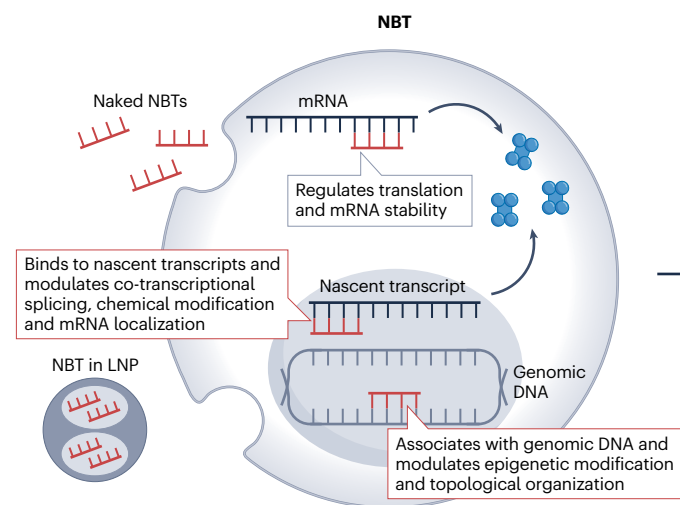 NBT
Naked NBTs
mRNA
Regulates translation
and mRNA stability
Binds to nascent transcripts and
modulates co-transcriptional
splicing, chemical modification
and mRNA localization
Nascent transcript
NBT in LNP
Genomic
DNA
Associates with genomic DNA and
modulates epigenetic modification
and topological organization